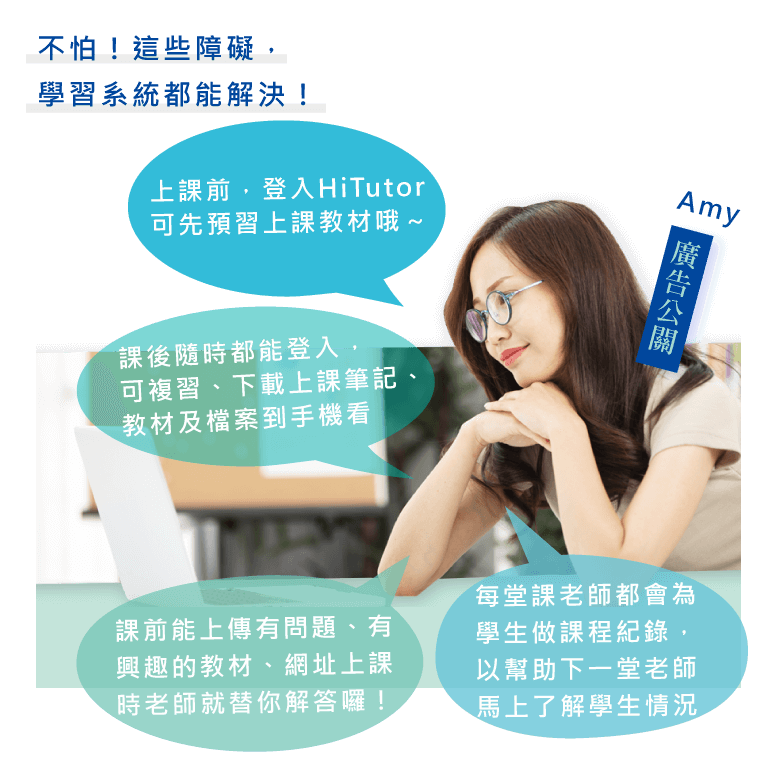 不怕！這些障礙，
學習系統都能解決！
上課前，登入HiTutor
可先預習上課教材哦～
Amy
廣告公關
課後隨時都能登入，
可複習、下載上課筆記、
教材及檔案到手機看
課前能上傳有問題、有
興趣的教材、網址上課
時老師就替你解答囉！
每堂課老師都會為
學生做課程紀錄，
以幫助下一堂老師
馬上了解學生情況